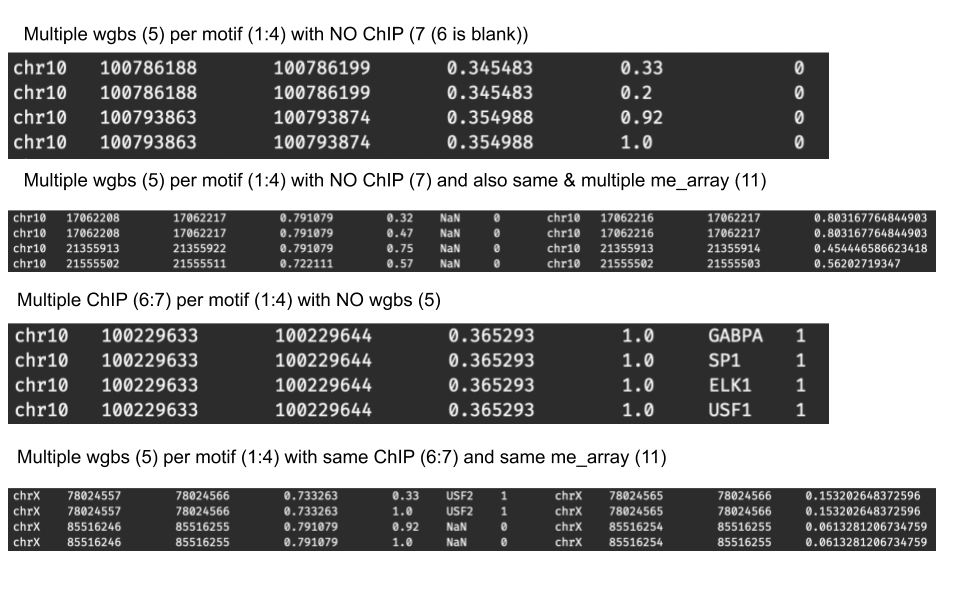 Multiple wgbs (5) per motif (1:4) with NO ChIP (7 (6 is blank))
chr10 100786188 100786199 0.345483 0.33 0
chr10 100786188 100786199 0.345483 0.2 0
chr10 100793863 100793874 0.354988 0.92 0
chr10 100793863 100793874 0.354988 1.0 0
Multiple wgbs (5) per motif (1:4) with NO ChIP (7) and also same & multiple me_array (11)
chr10 17062208 17062217 0.791079 0.32 NaN 0 chr10 17062216 17062217 0.803167764844903
chr10 17062208 17062217 0.791079 0.47 NaN 0 chr10 17062216 17062217 0.803167764844903
chr10 21355913 21355922 0.791079 0.75 NaN 0 chr10 21355913 21355914 0.454446586623418
chr10 21555502 21555511 0.722111 0.57 NaN 0 chr10 21555502 21555503 0.56202719347
Multiple ChIP (6:7) per motif (1:4) with NO wgbs (5)
chr10 100229633 100229644 0.365293 1.0 GABPA 1
chr10 100229633 100229644 0.365293 1.0 SP1 1
chr10 100229633 100229644 0.365293 1.0 ELK1 1
chr10 100229633 100229644 0.365293 1.0 USF1 1
Multiple wgbs (5) per motif (1:4) with same ChIP (6:7) and same me_array (11)
chrX 78024557 78024566 0.733263 0.33 USF2 1 chrX 78024565 78024566 0.153202648372596
chrX 78024557 78024566 0.733263 1.0 USF2 1 chrX 78024565 78024566 0.153202648372596
chrX 85516246 85516255 0.791079 0.92 NaN 0 chrX 85516254 85516255 0.0613281206734759
chrX 85516246 85516255 0.791079 1.0 NaN 0 chrX 85516254 85516255 0.0613281206734759